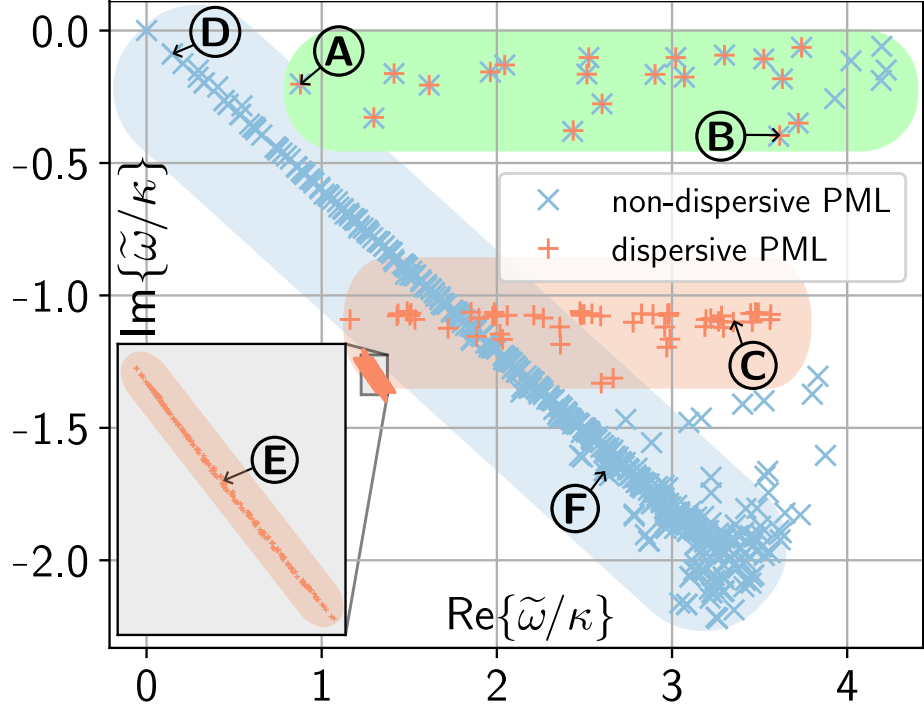 0.0
D
A
B
-0.5
non-dispersive PML
dispersive PML
Im{ω̃/κ}
-1.0
C
E
-1.5
F
-2.0
Re{ω̃/κ}
0 1 2 3 4